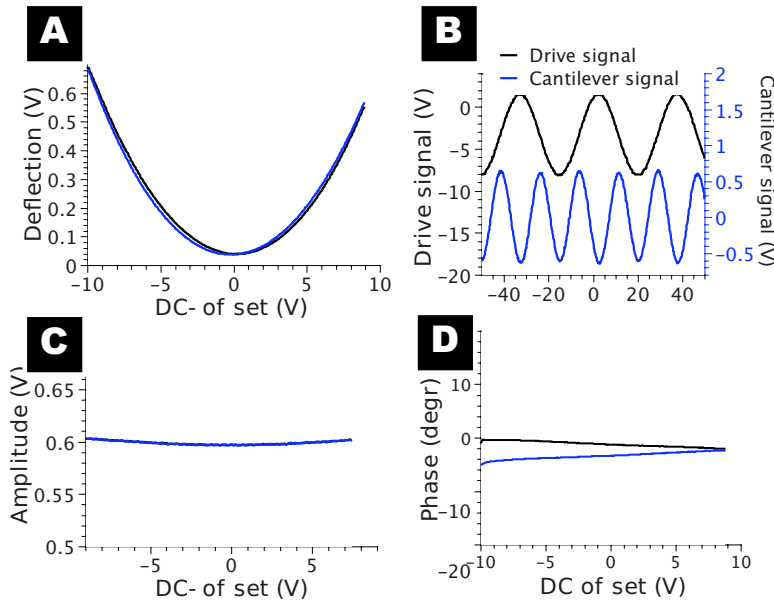 A
Deflection (V)
0.6
0.5
0.4
0.3
0.2
0.1
0
−10 −5 0 5 10
DC- of set (V)
B
Drive signal
Cantilever signal
Drive signal (V)
0
−5
−10
−15
−20
2
1.5
1
0.5
0
−0.5
Cantilever signal (V)
−40 −20 0 20 40
C
Amplitude (V)
0.65
0.6
0.55
0.5
−5 0 5
DC- of set (V)
D
Phase (degr)
10
0
−10
−20
−10 −5 0 5 10
DC of set (V)